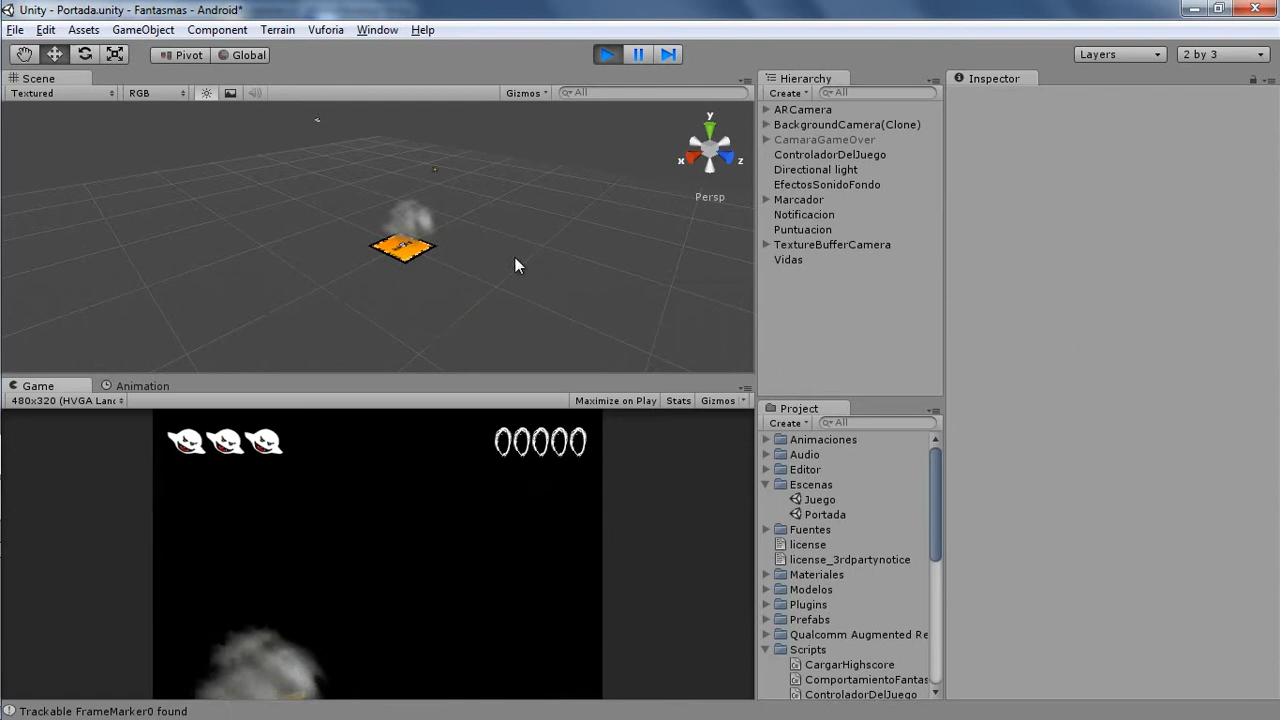 Unity - Portada.unity - Fantasmas - Android*
File Edit Assets GameObject Component Terrain Vuforia Window Help
Pivot Global Layers 2 by 3
Scene
Textured RGB Gizmos All
y
x z
Persp
Game Animation
480x320 (HVGA Lanc Maximize on Play Stats Gizmos
00000
Hierarchy
Create All
ARCamera
BackgroundCamera(Clone)
CamaraGameOver
ControladorDelJuego
Directional light
EfectosSonidoFondo
Marcador
Notificacion
Puntuacion
TextureBufferCamera
Vidas
Project
Create All
Animaciones
Audio
Editor
Escenas
Juego
Portada
Fuentes
license
license_3rdpartynotice
Materiales
Modelos
Plugins
Prefabs
Qualcomm Augmented Re
Scripts
CargarHighscore
ComportamientoFantas
ControladorDelJuego
Inspector
Trackable FrameMarker0 found